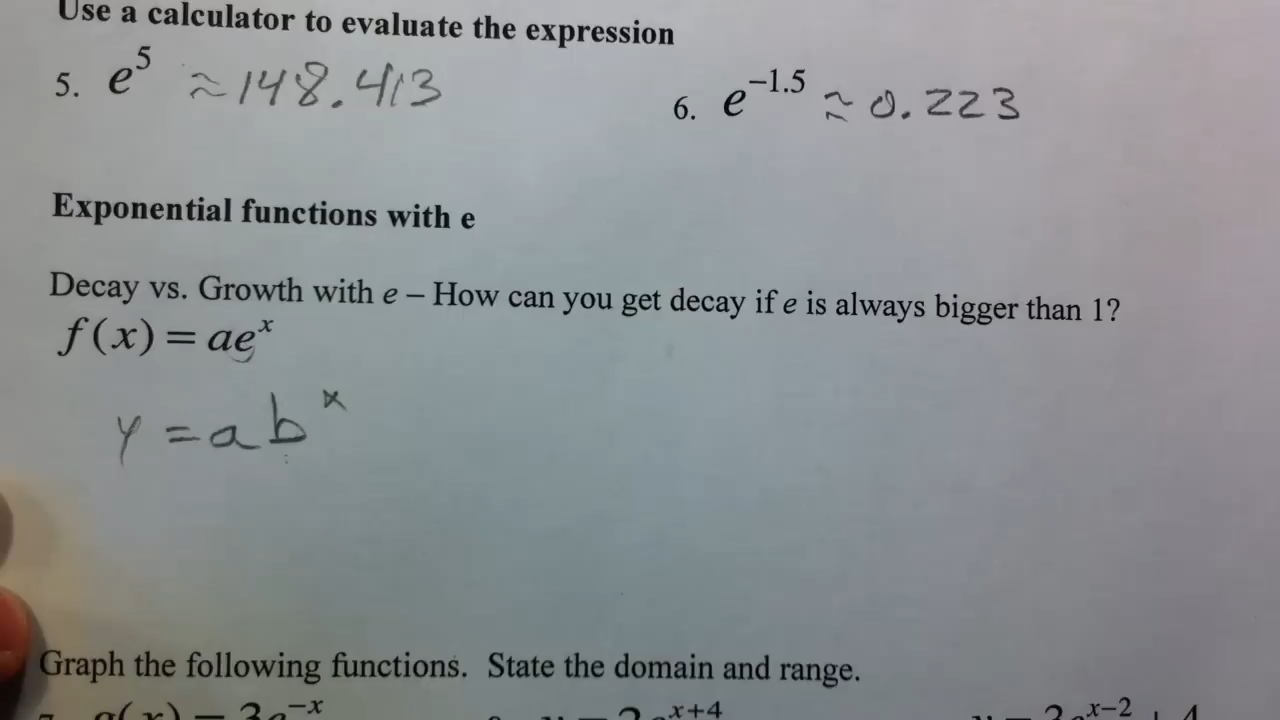 Use a calculator to evaluate the expression
5. e^5 ≈148.413
6. e^-1.5 ≈ 0.223
Exponential functions with e
Decay vs. Growth with e – How can you get decay if e is always bigger than 1?
f(x) = ae^x
y = ab^x
Graph the following functions. State the domain and range.
g(x) = 3e^-x